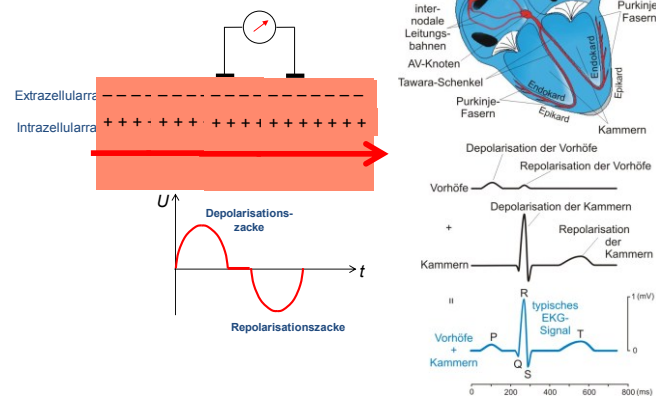 inter-
nodale
Leitungs-
bahnen
AV-Knoten
Tawara-Schenkel
Purkinje-
Fasern
Purkinje
Fasern
Endokard
Endokard
Epikard
Epikard
Kammern
Extrazellularra
– – – – – – – – – – – – – – – – – –
Intrazellularra
+ + + + + + + + + + + + + + + + +
U
Depolarisations-
zacke
t
Repolarisationszacke
Depolarisation der Vorhöfe
Repolarisation der Vorhöfe
Vorhöfe
Depolarisation der Kammern
+
Repolarisation
der
Kammern
Kammern
=
R
typisches
EKG-
Signal
1 (mV)
Vorhöfe
+
Kammern
P
T
0
Q
S
0 200 400 600 800 (ms)